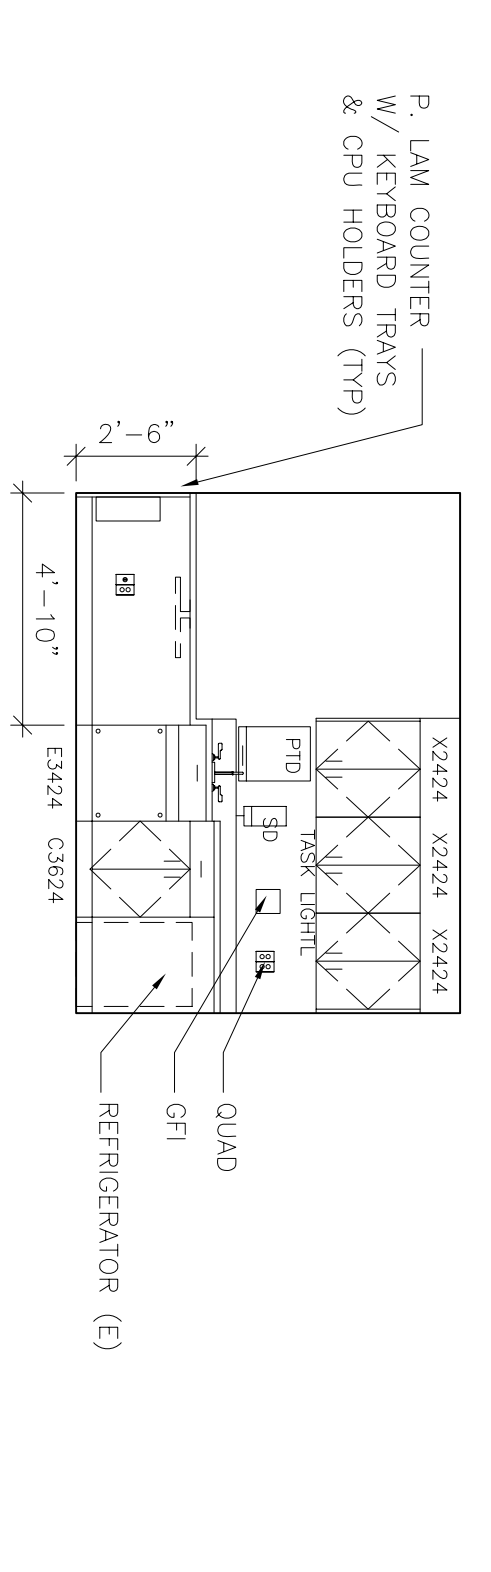 P. LAM COUNTER
W/ KEYBOARD TRAYS
& CPU HOLDERS (TYP)
2'-6"
4'-10"
X2424
X2424
X2424
PTD
SD
TASK LIGHTL
E3424
C3624
QUAD
GFI
REFRIGERATOR (E)